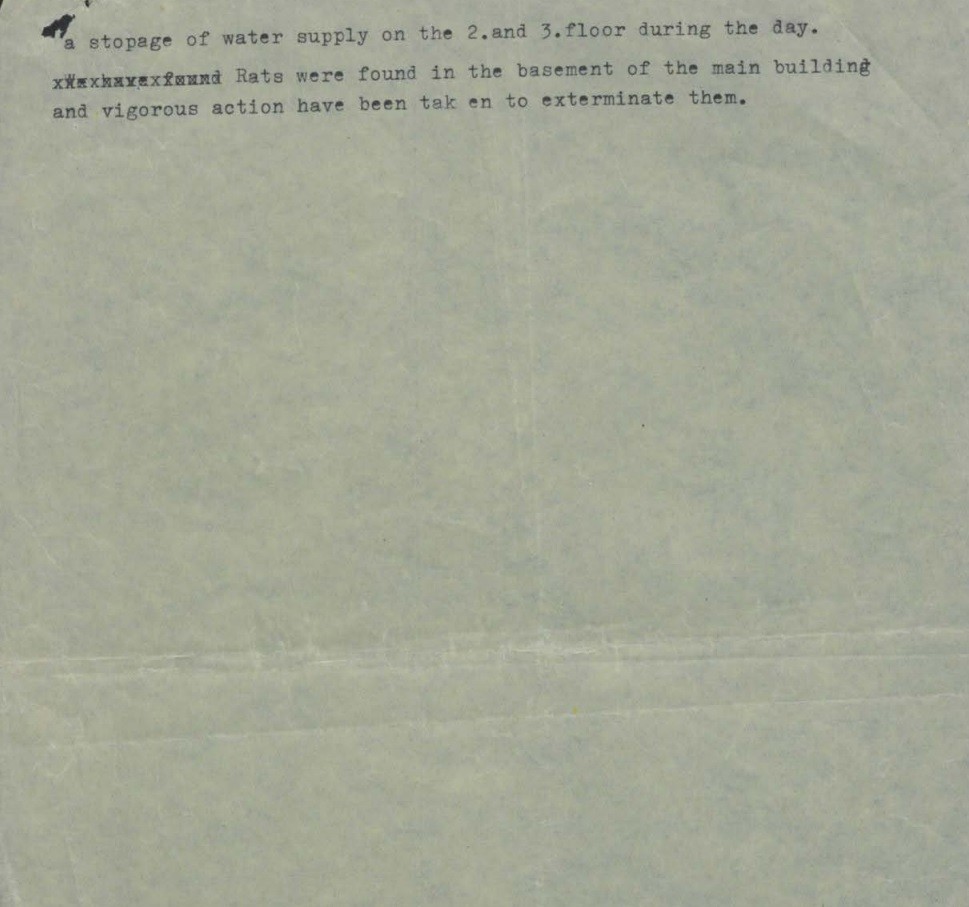 a stopage of water supply on the 2.and 3.floor during the day.
Rats were found in the basement of the main building
and vigorous action have been tak en to exterminate them.